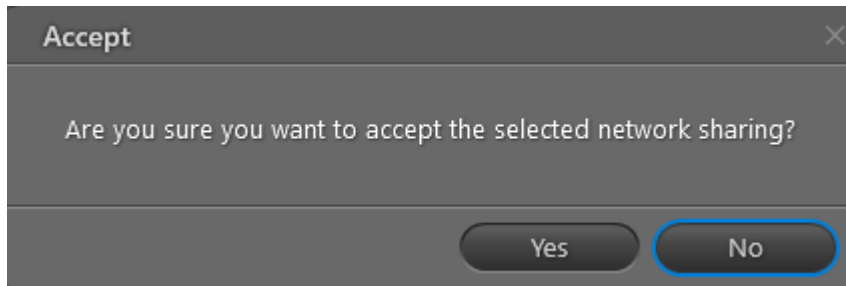 Accept
Are you sure you want to accept the selected network sharing?
Yes No